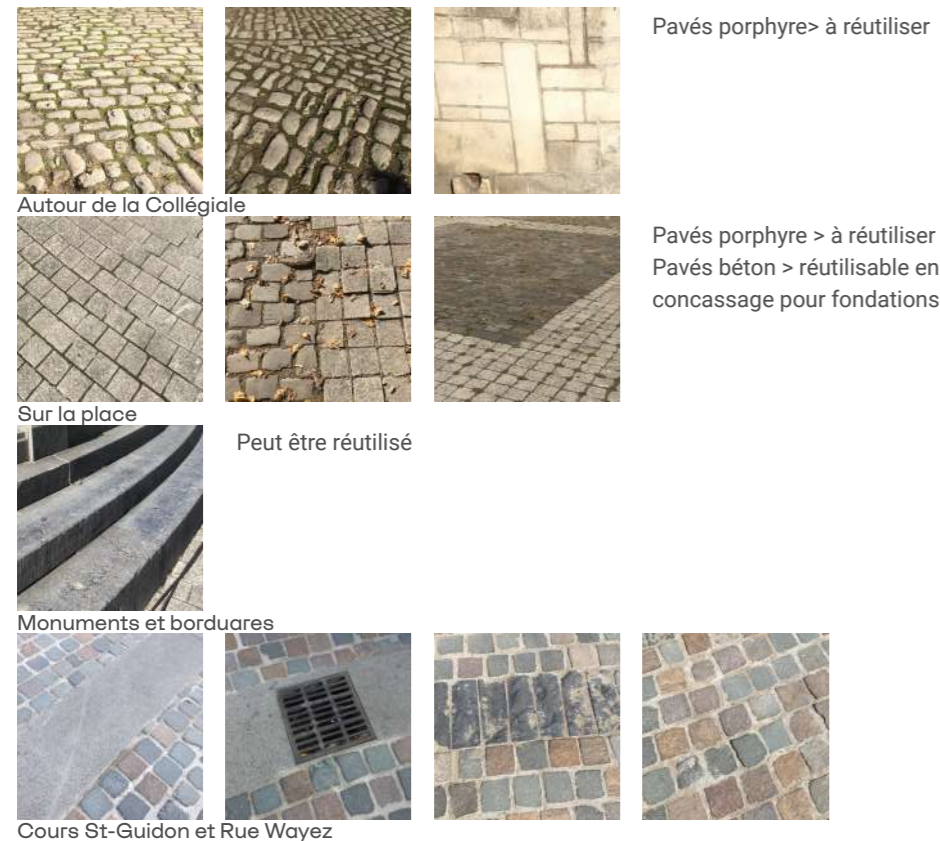 Pavés porphyre> à réutiliser
Autour de la Collégiale
Pavés porphyre > à réutiliser
Pavés béton > réutilisable en
concassage pour fondations
Sur la place
Peut être réutilisé
Monuments et borduares
Cours St-Guidon et Rue Wayez